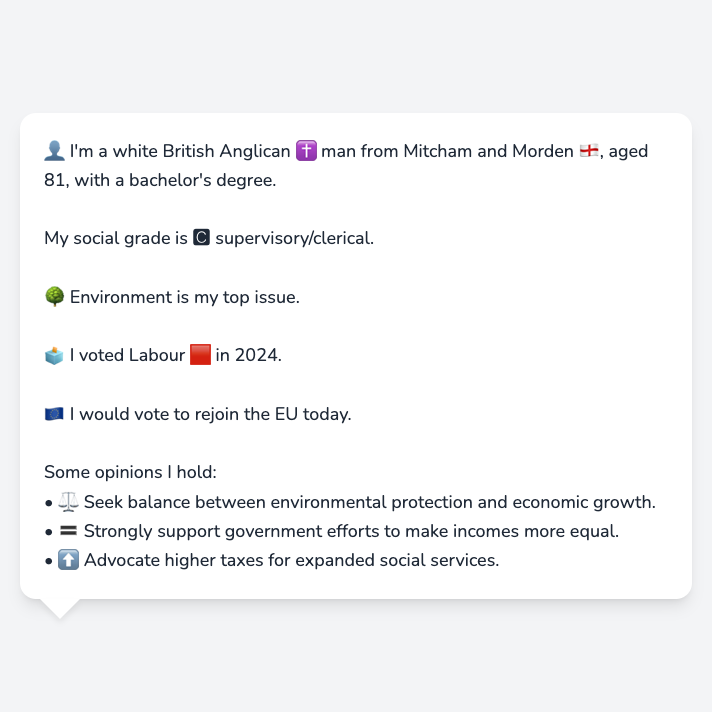 👤 I'm a white British Anglican ✝️ man from Mitcham and Morden 🏴󠁧󠁢󠁥󠁮󠁧󠁿, aged
81, with a bachelor's degree.
My social grade is 🅲 supervisory/clerical.
🌳 Environment is my top issue.
🗳️ I voted Labour 🟥 in 2024.
🇪🇺 I would vote to rejoin the EU today.
Some opinions I hold:
• ⚖️ Seek balance between environmental protection and economic growth.
• 🟰 Strongly support government efforts to make incomes more equal.
• ⬆️ Advocate higher taxes for expanded social services.